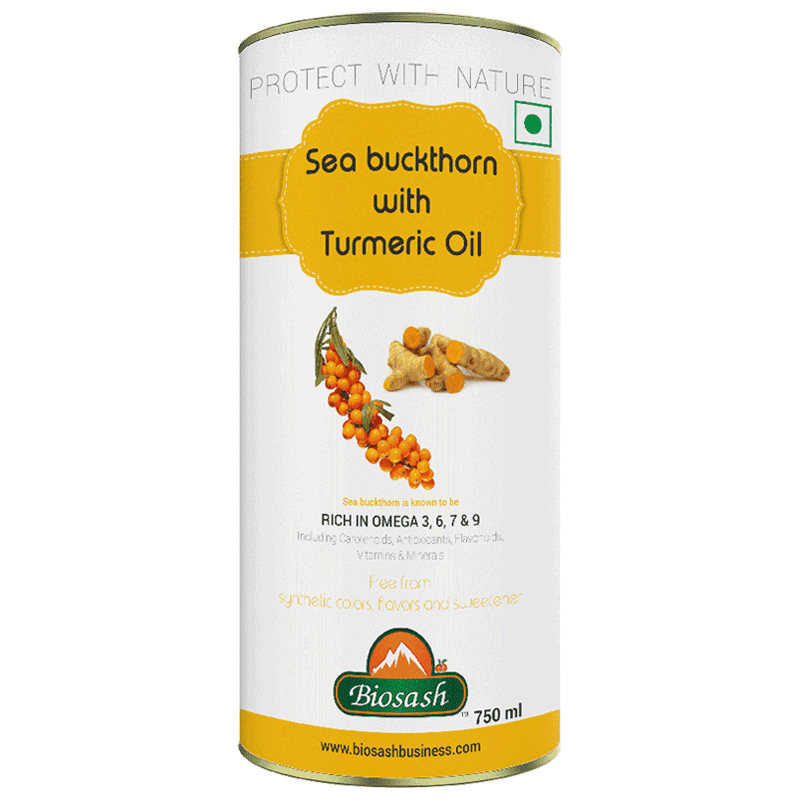 PROTECT WITH NATURE
Sea buckthorn
with
Turmeric Oil
Sea buckthorn is known to be
RICH IN OMEGA 3, 6, 7 & 9
Including Carotenoids, Antioxidants, Flavonoids,
Vitamins & Minerals
Free from
synthetic colors, flavors and sweetener
Biosash
TM 750 ml
www.biosashbusiness.com